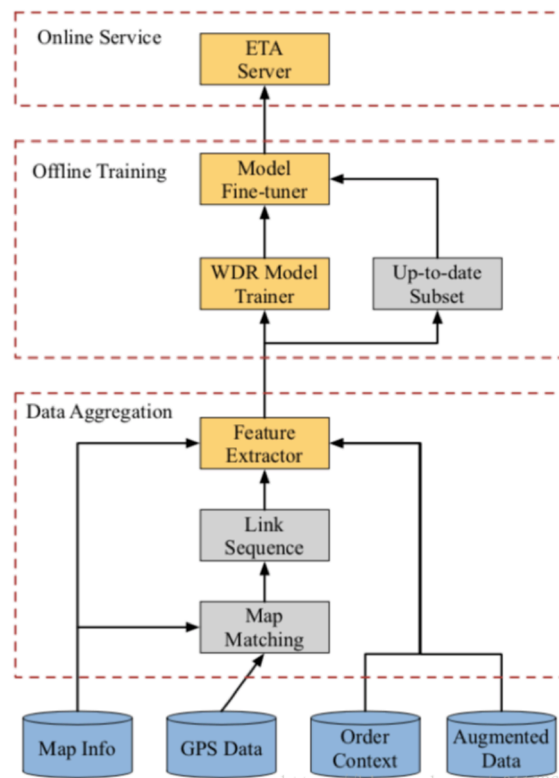 Online Service
ETA
Server
Offline Training
Model
Fine-tuner
WDR Model
Trainer
Up-to-date
Subset
Data Aggregation
Feature
Extractor
Link
Sequence
Map
Matching
Map Info
GPS Data
Order
Context
Augmented
Data